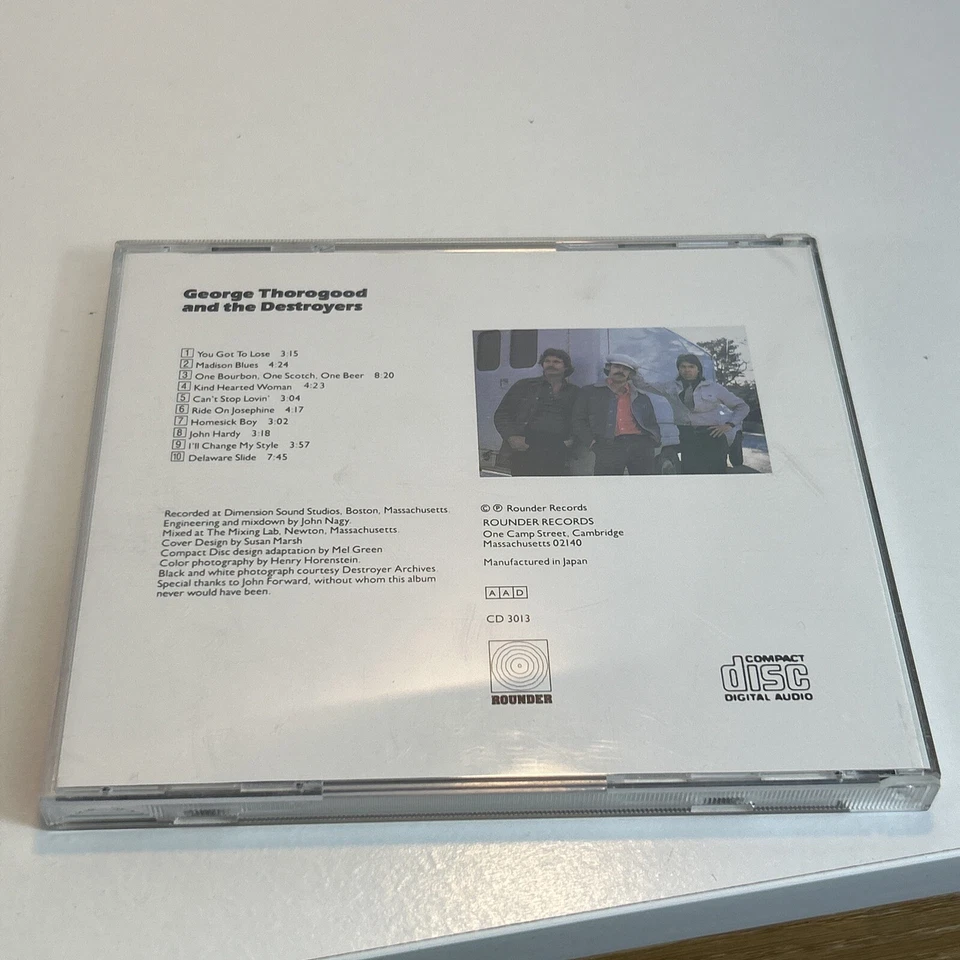 George Thorogood
and the Destroyers
1 You Got To Lose 3:15
2 Madison Blues 4:24
3 One Bourbon, One Scotch, One Beer 8:20
4 Kind Hearted Woman 4:23
5 Can't Stop Lovin' 3:04
6 Ride On Josephine 4:17
7 Homesick Boy 3:02
8 John Hardy 3:18
9 I'll Change My Style 3:57
10 Delaware Slide 7:45
Recorded at Dimension Sound Studios, Boston, Massachusetts.
Engineering and mixdown by John Nagy.
Mixed at The Mixing Lab, Newton, Massachusetts.
Cover Design by Susan Marsh
Compact Disc design adaptation by Mel Green
Color photography by Henry Horenstein.
Black and white photograph courtesy Destroyer Archives.
Special thanks to John Forward, without whom this album
never would have been.
© ℗ Rounder Records
ROUNDER RECORDS
One Camp Street, Cambridge
Massachusetts 02140
Manufactured in Japan
AAD
CD 3013
ROUNDER
COMPACT
disc
DIGITAL AUDIO